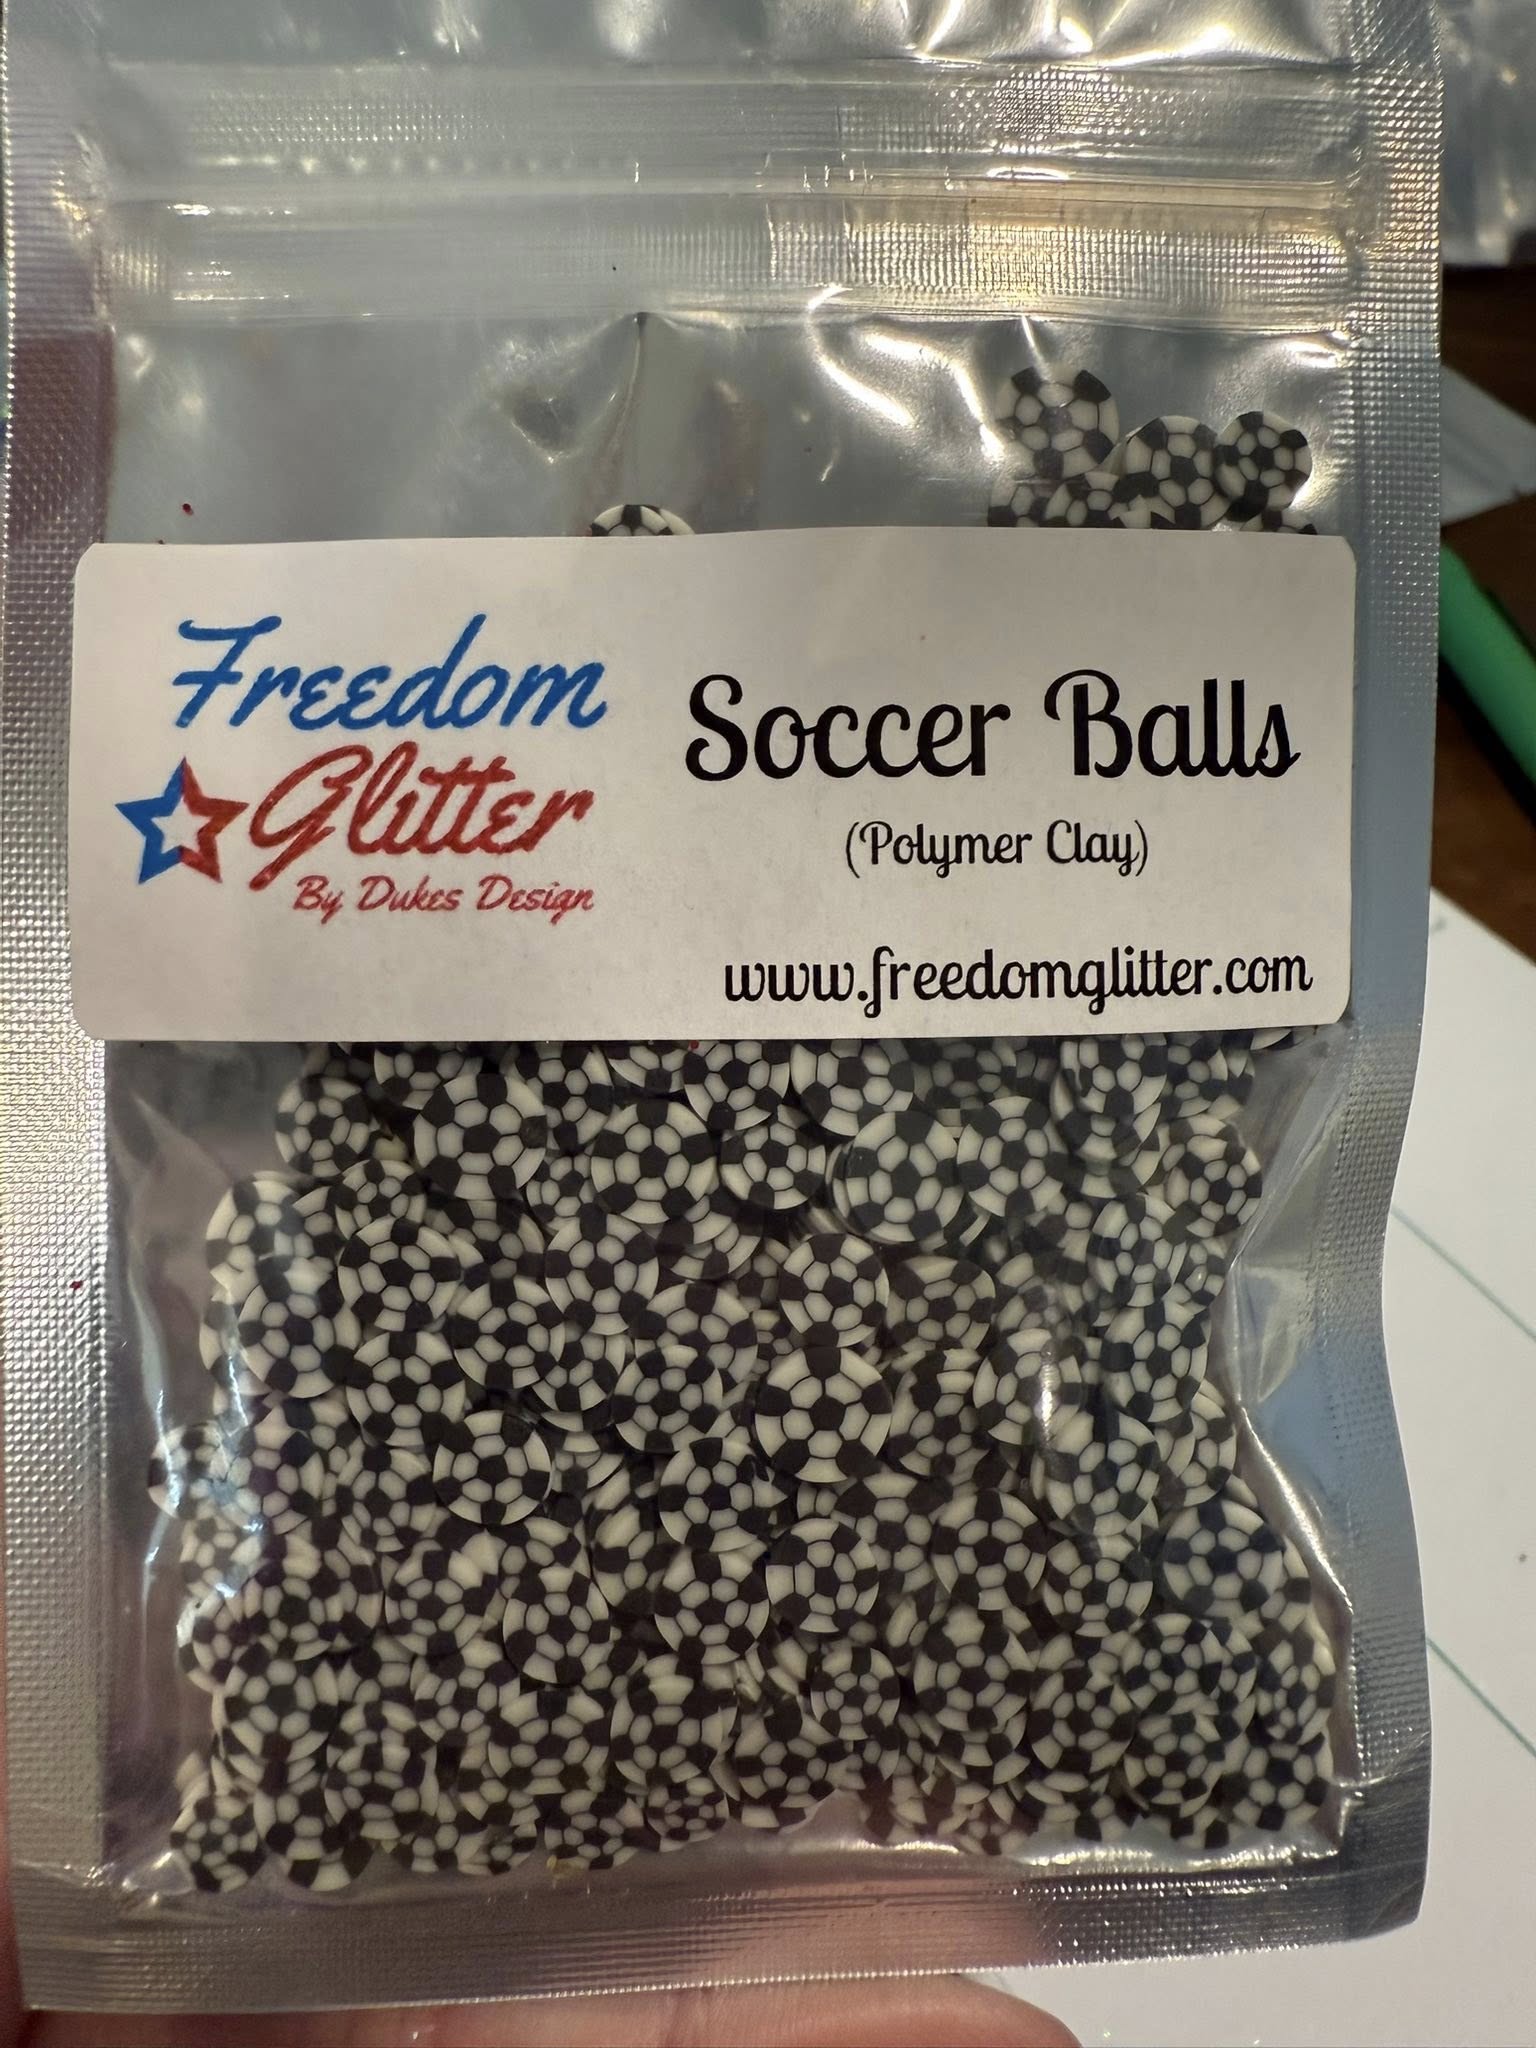 Freedom
Glitter
By Dukes Design
Soccer Balls
(Polymer Clay)
www.freedomglitter.com